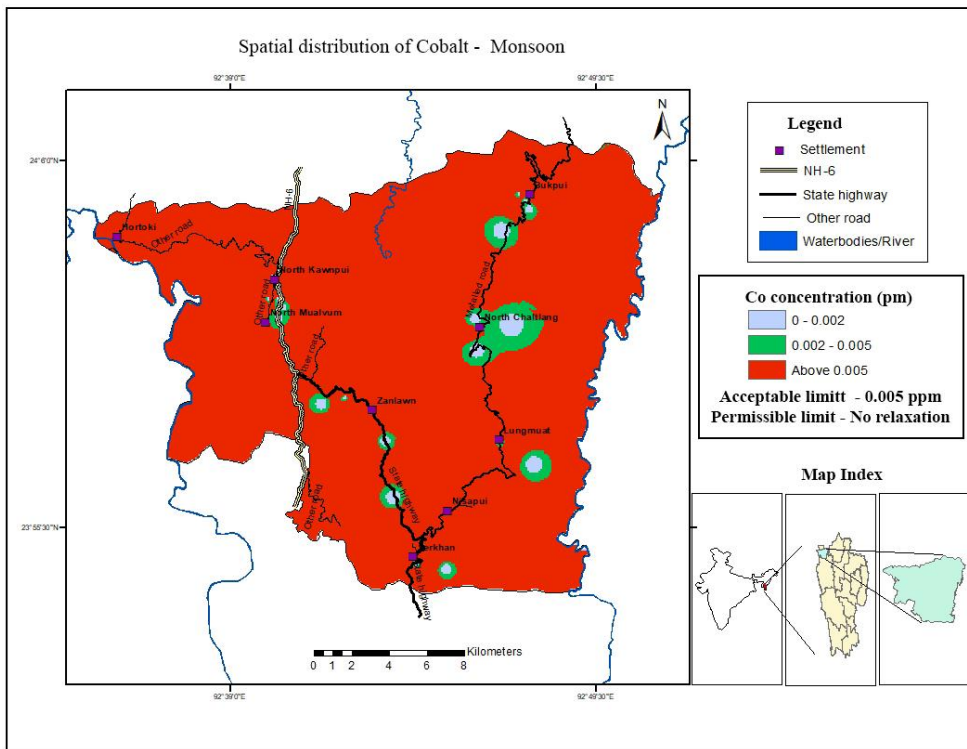 Spatial distribution of Cobalt - Monsoon
92°39'0"E
92°49'30"E
24°6'0"N
23°55'30"N
N
NH-6
Bukpui
Hortoki
Other road
North Kawnpui
Other road
North Mualvum
Metalled road
North Chaltlang
Other road
Zanlawn
Lungmuat
State highway
Nisapui
Other road
Serkhan
State highway
Kilometers
0 1 2 4 6 8
92°39'0"E
92°49'30"E
Legend
Settlement
NH-6
State highway
Other road
Waterbodies/River
Co concentration (pm)
0 - 0.002
0.002 - 0.005
Above 0.005
Acceptable limitt - 0.005 ppm
Permissible limit - No relaxation
Map Index